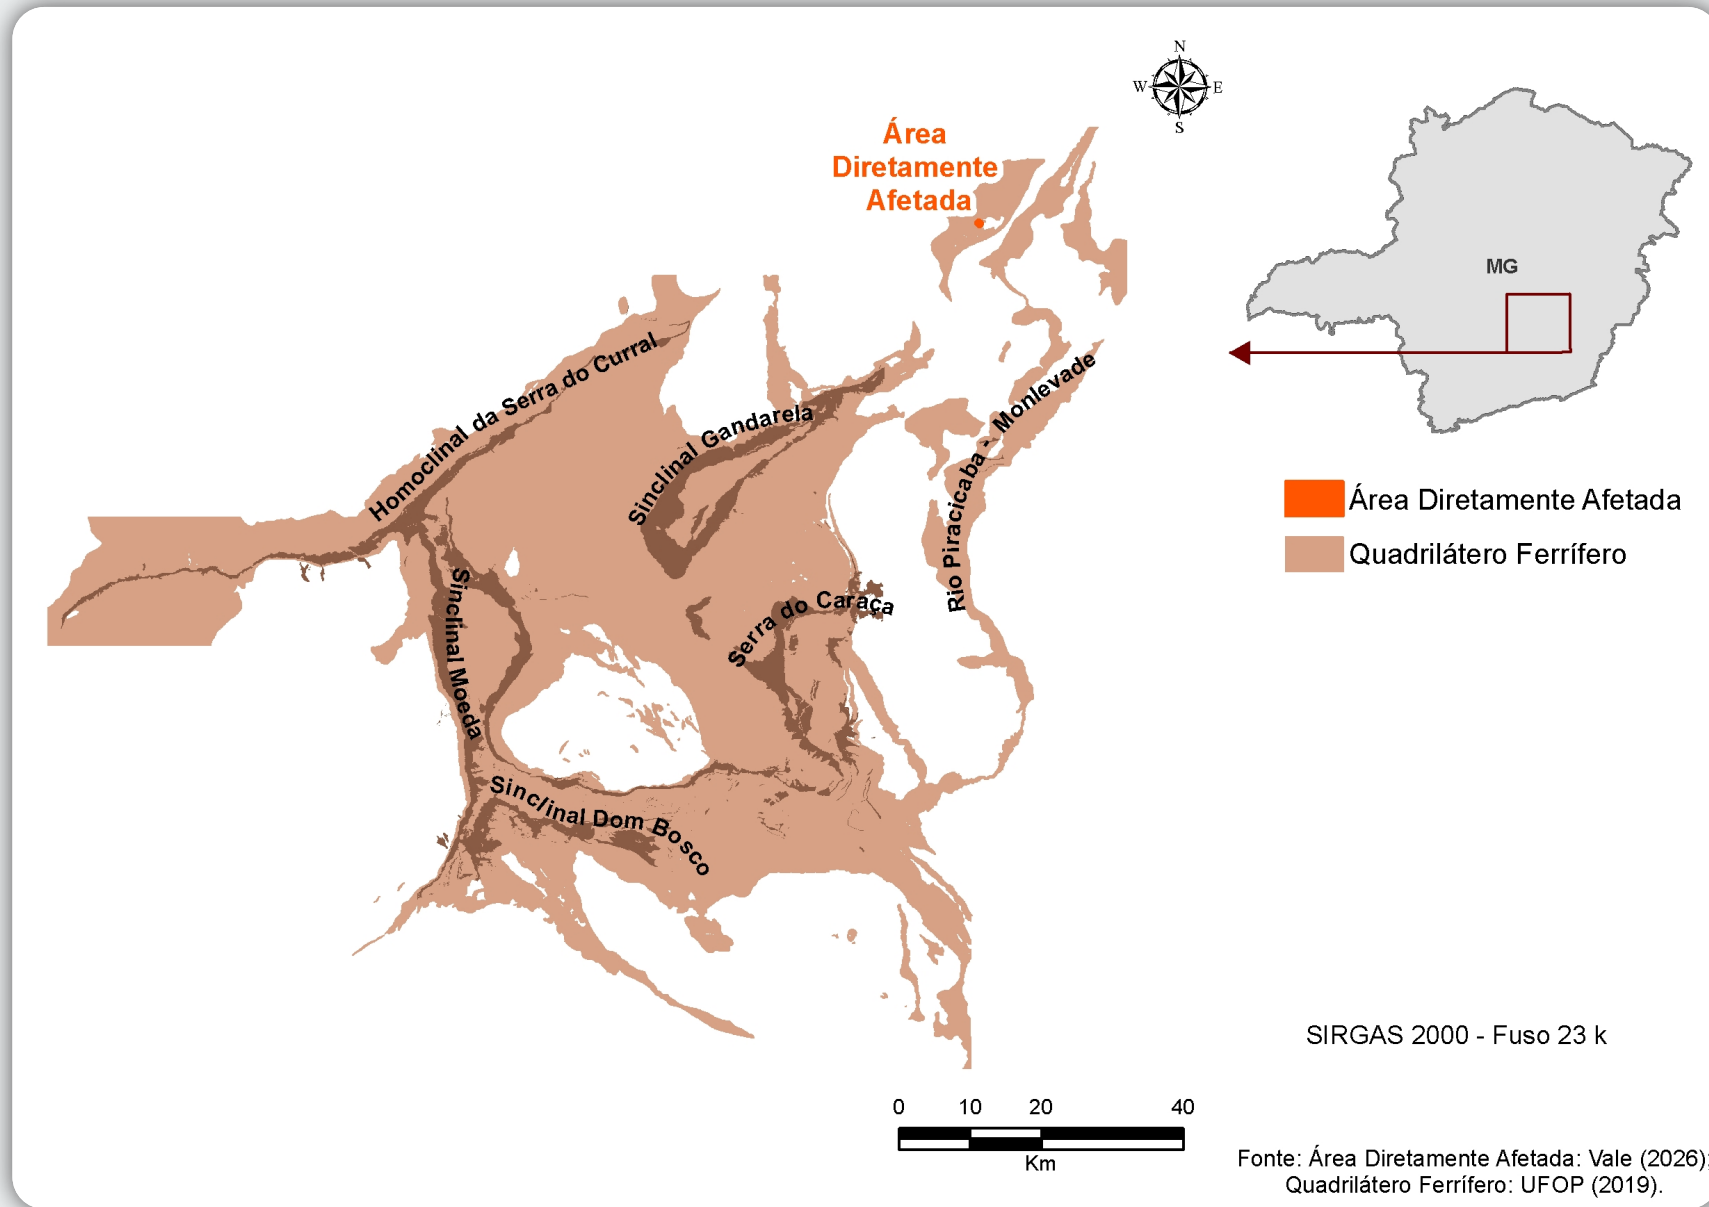 N
W
E
S
Área
Diretamente
Afetada
MG
Homoclinal da Serra do Curral
Sinclinal Gandarela
Rio Piracicaba - Monlevade
Área Diretamente Afetada
Quadrilátero Ferrífero
Sinclinal Moeda
Serra do Caraça
Sinc/inal Dom Bosco
SIRGAS 2000 - Fuso 23 k
0 10 20 40
Km
Fonte: Área Diretamente Afetada: Vale (2026);
Quadrilátero Ferrífero: UFOP (2019).